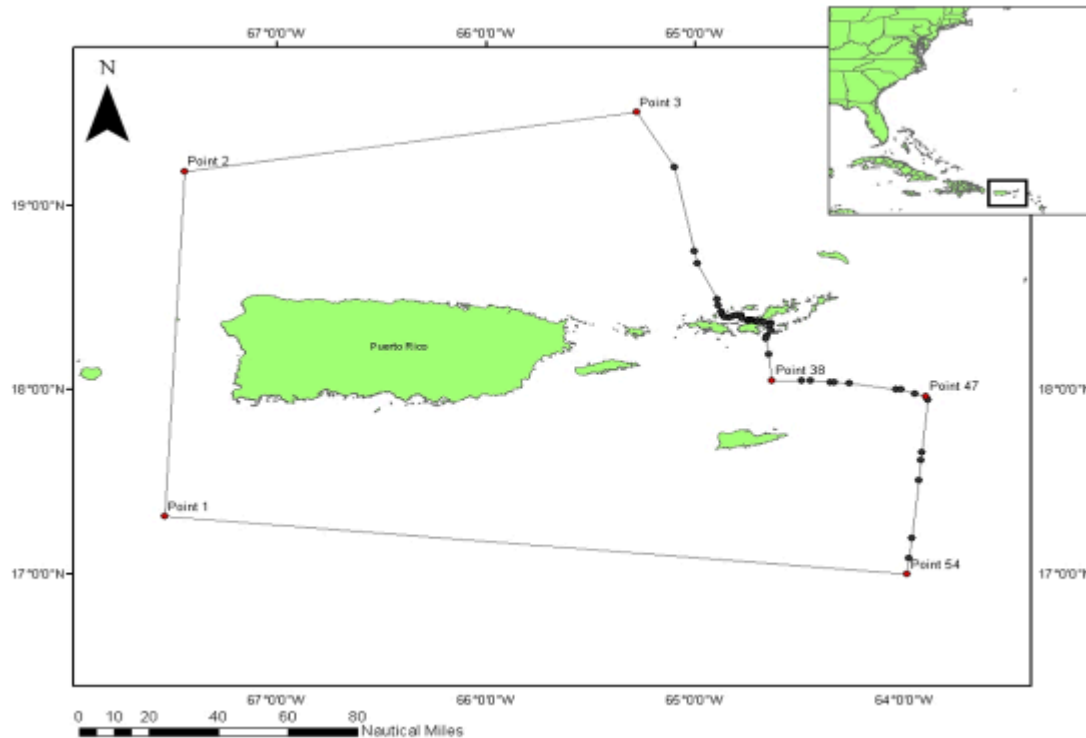 67°0'0"W 66°0'0"W 65°0'0"W
N
Point 3
Point 2
19°0'0"N
Puerto Rico
Point 38
18°0'0"N 18°0'0"N
Point 47
Point 1
Point 54
17°0'0"N 17°0'0"N
67°0'0"W 66°0'0"W 65°0'0"W 64°0'0"W
0 10 20 40 60 80
Nautical Miles